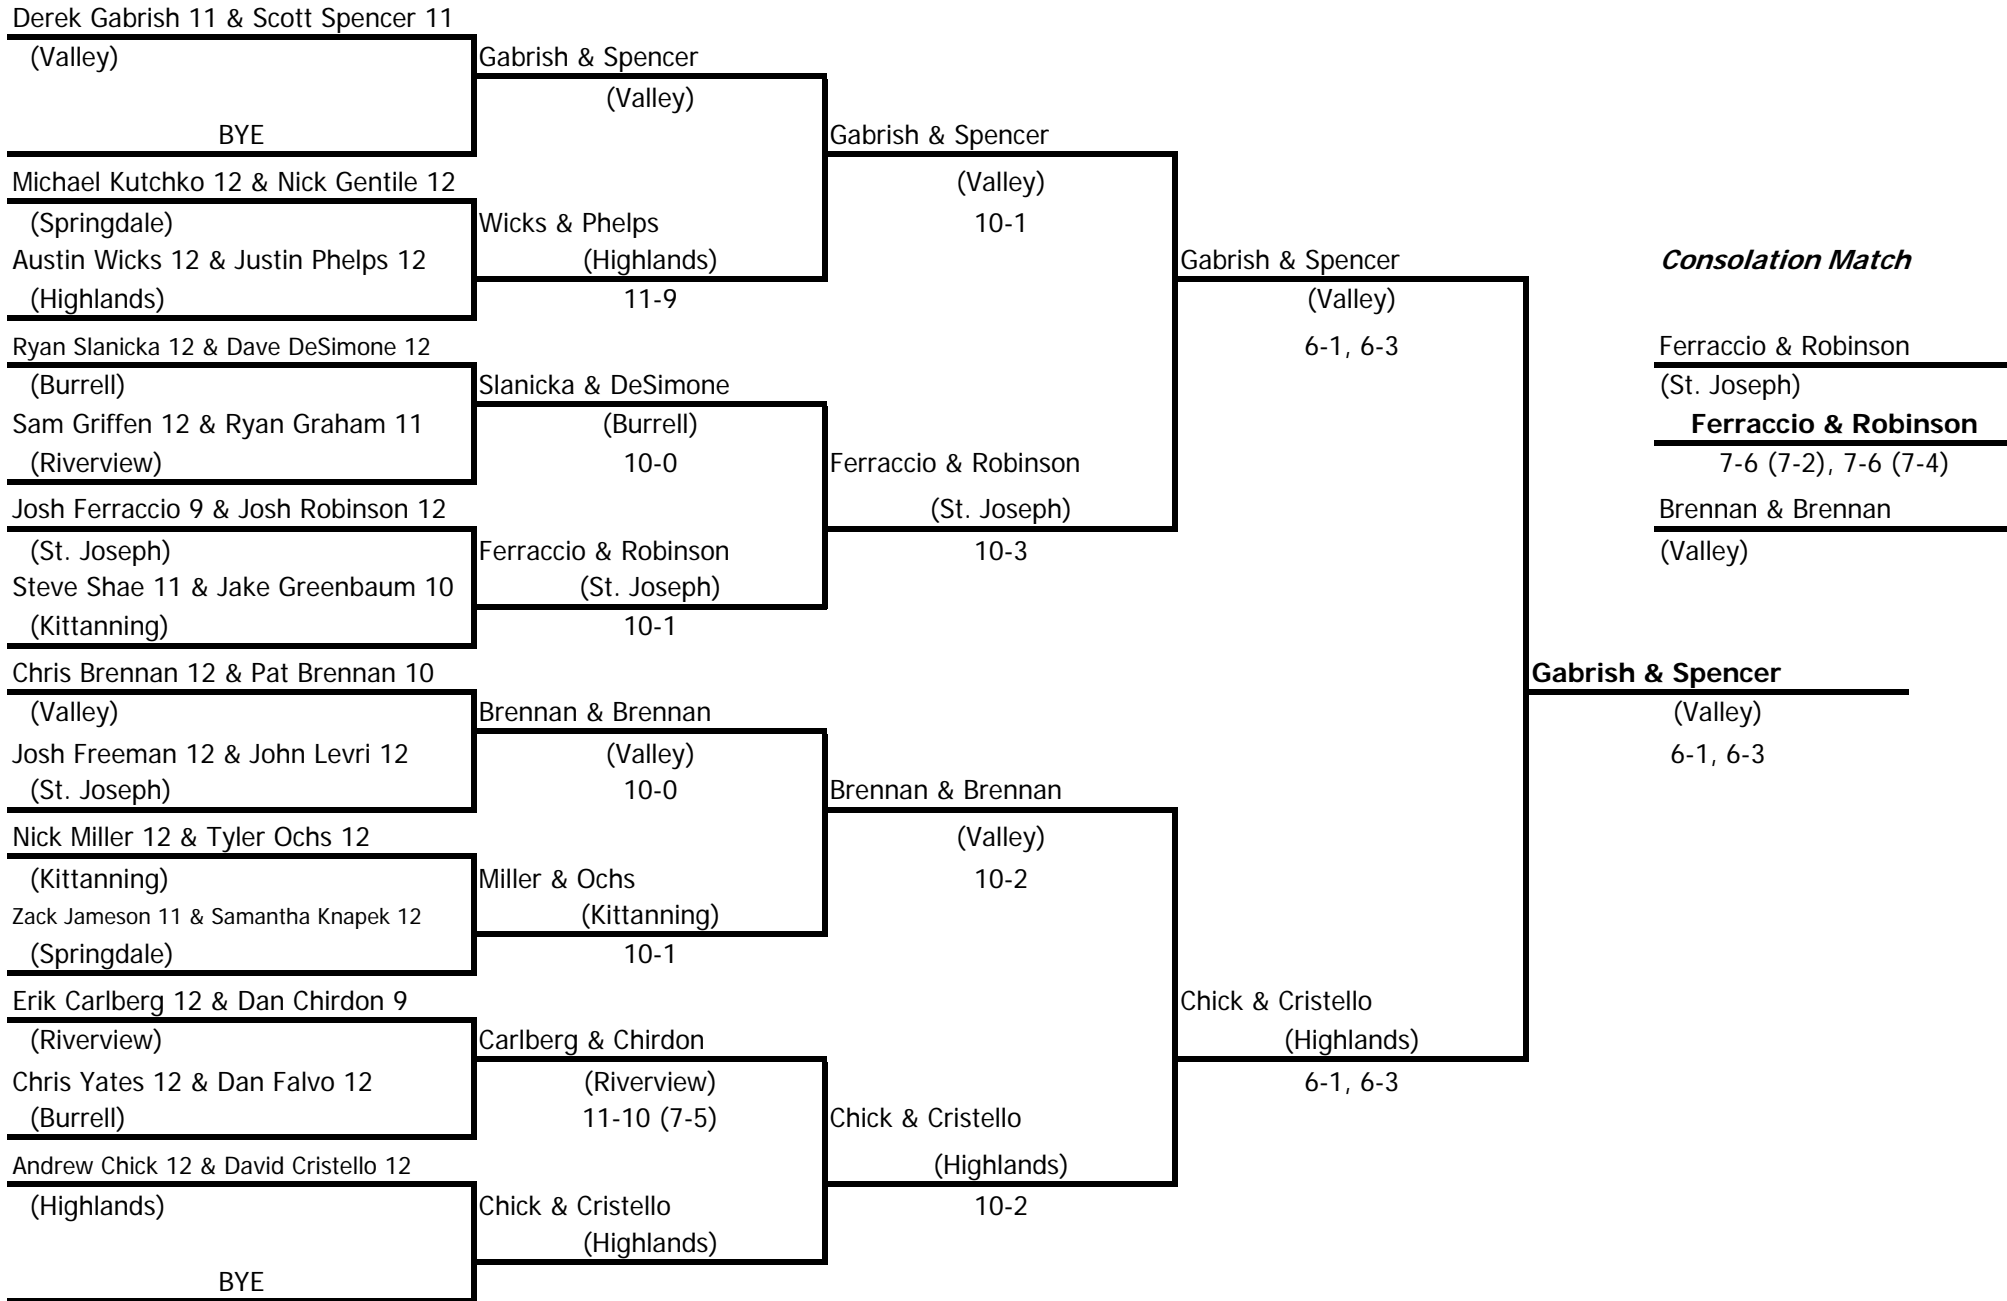 Derek Gabrish 11 & Scott Spencer 11
(Valley)
BYE
Michael Kutchko 12 & Nick Gentile 12
(Springdale)
Austin Wicks 12 & Justin Phelps 12
(Highlands)
Ryan Slanicka 12 & Dave DeSimone 12
(Burrell)
Sam Griffen 12 & Ryan Graham 11
(Riverview)
Josh Ferraccio 9 & Josh Robinson 12
(St. Joseph)
Steve Shae 11 & Jake Greenbaum 10
(Kittanning)
Chris Brennan 12 & Pat Brennan 10
(Valley)
Josh Freeman 12 & John Levri 12
(St. Joseph)
Nick Miller 12 & Tyler Ochs 12
(Kittanning)
Zack Jameson 11 & Samantha Knapek 12
(Springdale)
Erik Carlberg 12 & Dan Chirdon 9
(Riverview)
Chris Yates 12 & Dan Falvo 12
(Burrell)
Andrew Chick 12 & David Cristello 12
(Highlands)
BYE
Gabrish & Spencer
(Valley)
Wicks & Phelps
(Highlands)
11-9
Slanicka & DeSimone
(Burrell)
10-0
Ferraccio & Robinson
(St. Joseph)
10-1
Brennan & Brennan
(Valley)
10-0
Miller & Ochs
(Kittanning)
10-1
Carlberg & Chirdon
(Riverview)
11-10 (7-5)
Chick & Cristello
(Highlands)
Gabrish & Spencer
(Valley)
10-1
Ferraccio & Robinson
(St. Joseph)
10-3
Brennan & Brennan
(Valley)
10-2
Chick & Cristello
(Highlands)
10-2
Gabrish & Spencer
(Valley)
6-1, 6-3
Chick & Cristello
(Highlands)
6-1, 6-3
Gabrish & Spencer
(Valley)
6-1, 6-3
Consolation Match
Ferraccio & Robinson
(St. Joseph)
Ferraccio & Robinson
7-6 (7-2), 7-6 (7-4)
Brennan & Brennan
(Valley)